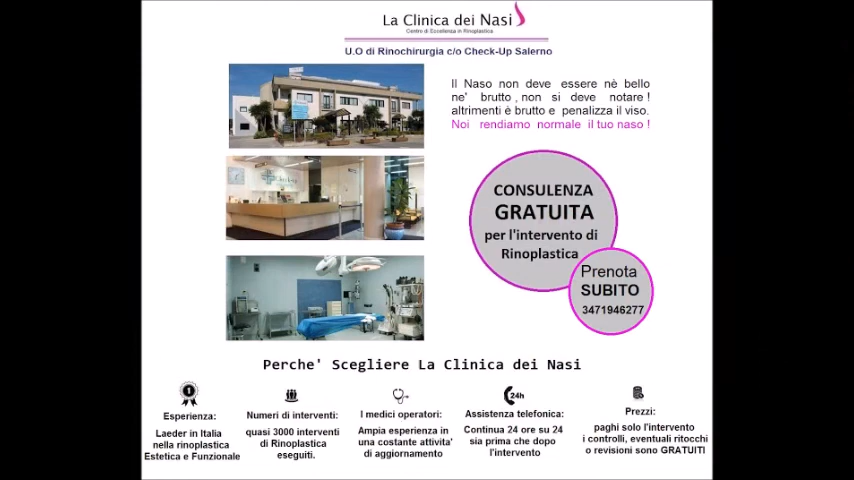 La Clinica dei Nasi
Centro di Eccellenza in Rinoplastica
U.O di Rinochirurgia c/o Check-Up Salerno
Il Naso non deve essere nè bello
ne' brutto , non si deve notare !
altrimenti è brutto e penalizza il viso.
Noi rendiamo normale il tuo naso !
CONSULENZA
GRATUITA
per l'intervento di
Rinoplastica
Prenota
SUBITO
3471946277
Perche' Scegliere La Clinica dei Nasi
1
Esperienza:
Laeder in Italia
nella rinoplastica
Estetica e Funzionale
Numeri di interventi:
quasi 3000 interventi
di Rinoplastica
eseguiti.
I medici operatori:
Ampia esperienza in
una costante attivita'
di aggiornamento
24h
Assistenza telefonica:
Continua 24 ore su 24
sia prima che dopo
l'intervento
Prezzi:
paghi solo l'intervento
i controlli, eventuali ritocchi
o revisioni sono GRATUITI